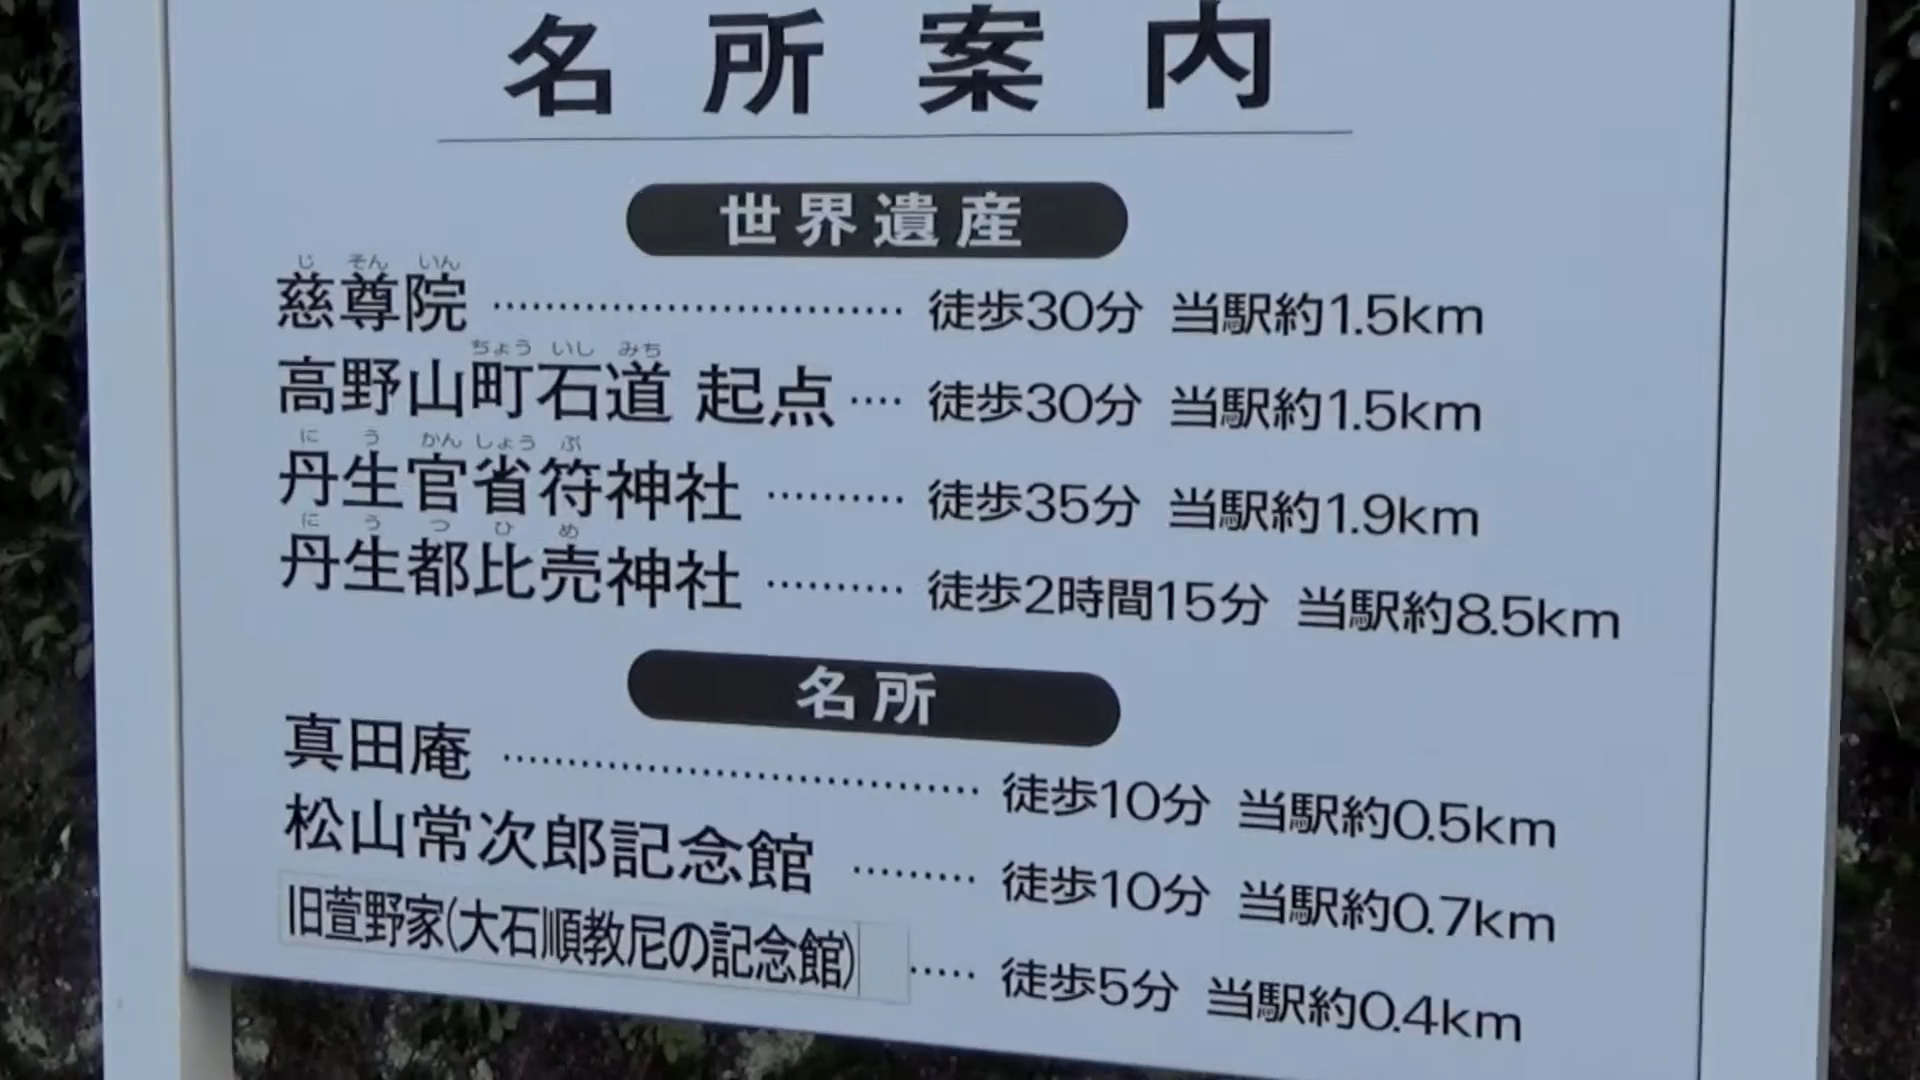 名所案内
世界遺産
じ そん いん
慈尊院 ………………………… 徒歩30分 当駅約1.5km
ちょう いし みち
高野山町石道 起点 ‥‥ 徒歩30分 当駅約1.5km
に う かん しょう ぶ
丹生官省符神社 ………… 徒歩35分 当駅約1.9km
に う つ ひ め
丹生都比売神社 ………… 徒歩2時間15分 当駅約8.5km
名所
真田庵 ………………………… 徒歩10分 当駅約0.5km
松山常次郎記念館 ……… 徒歩10分 当駅約0.7km
旧萱野家(大石順教尼の記念館) ‥‥ 徒歩5分 当駅約0.4km